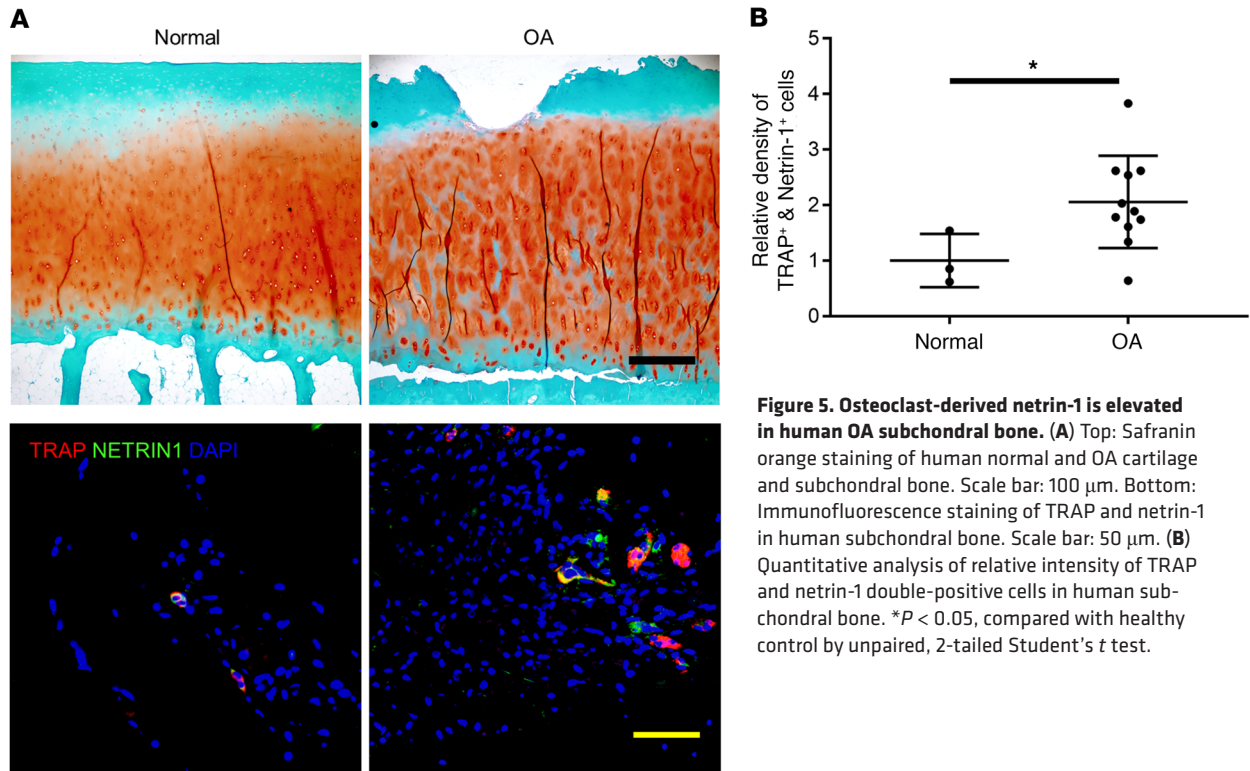 A
Normal
OA
TRAP NETRIN1 DAPI
B
Relative density of
TRAP⁺ & Netrin-1⁺ cells
5
4
3
2
1
0
*
Normal
OA
Figure 5. Osteoclast-derived netrin-1 is elevated
in human OA subchondral bone. (A) Top: Safranin
orange staining of human normal and OA cartilage
and subchondral bone. Scale bar: 100 μm. Bottom:
Immunofluorescence staining of TRAP and netrin-1
in human subchondral bone. Scale bar: 50 μm. (B)
Quantitative analysis of relative intensity of TRAP
and netrin-1 double-positive cells in human sub-
chondral bone. *P < 0.05, compared with healthy
control by unpaired, 2-tailed Student's t test.